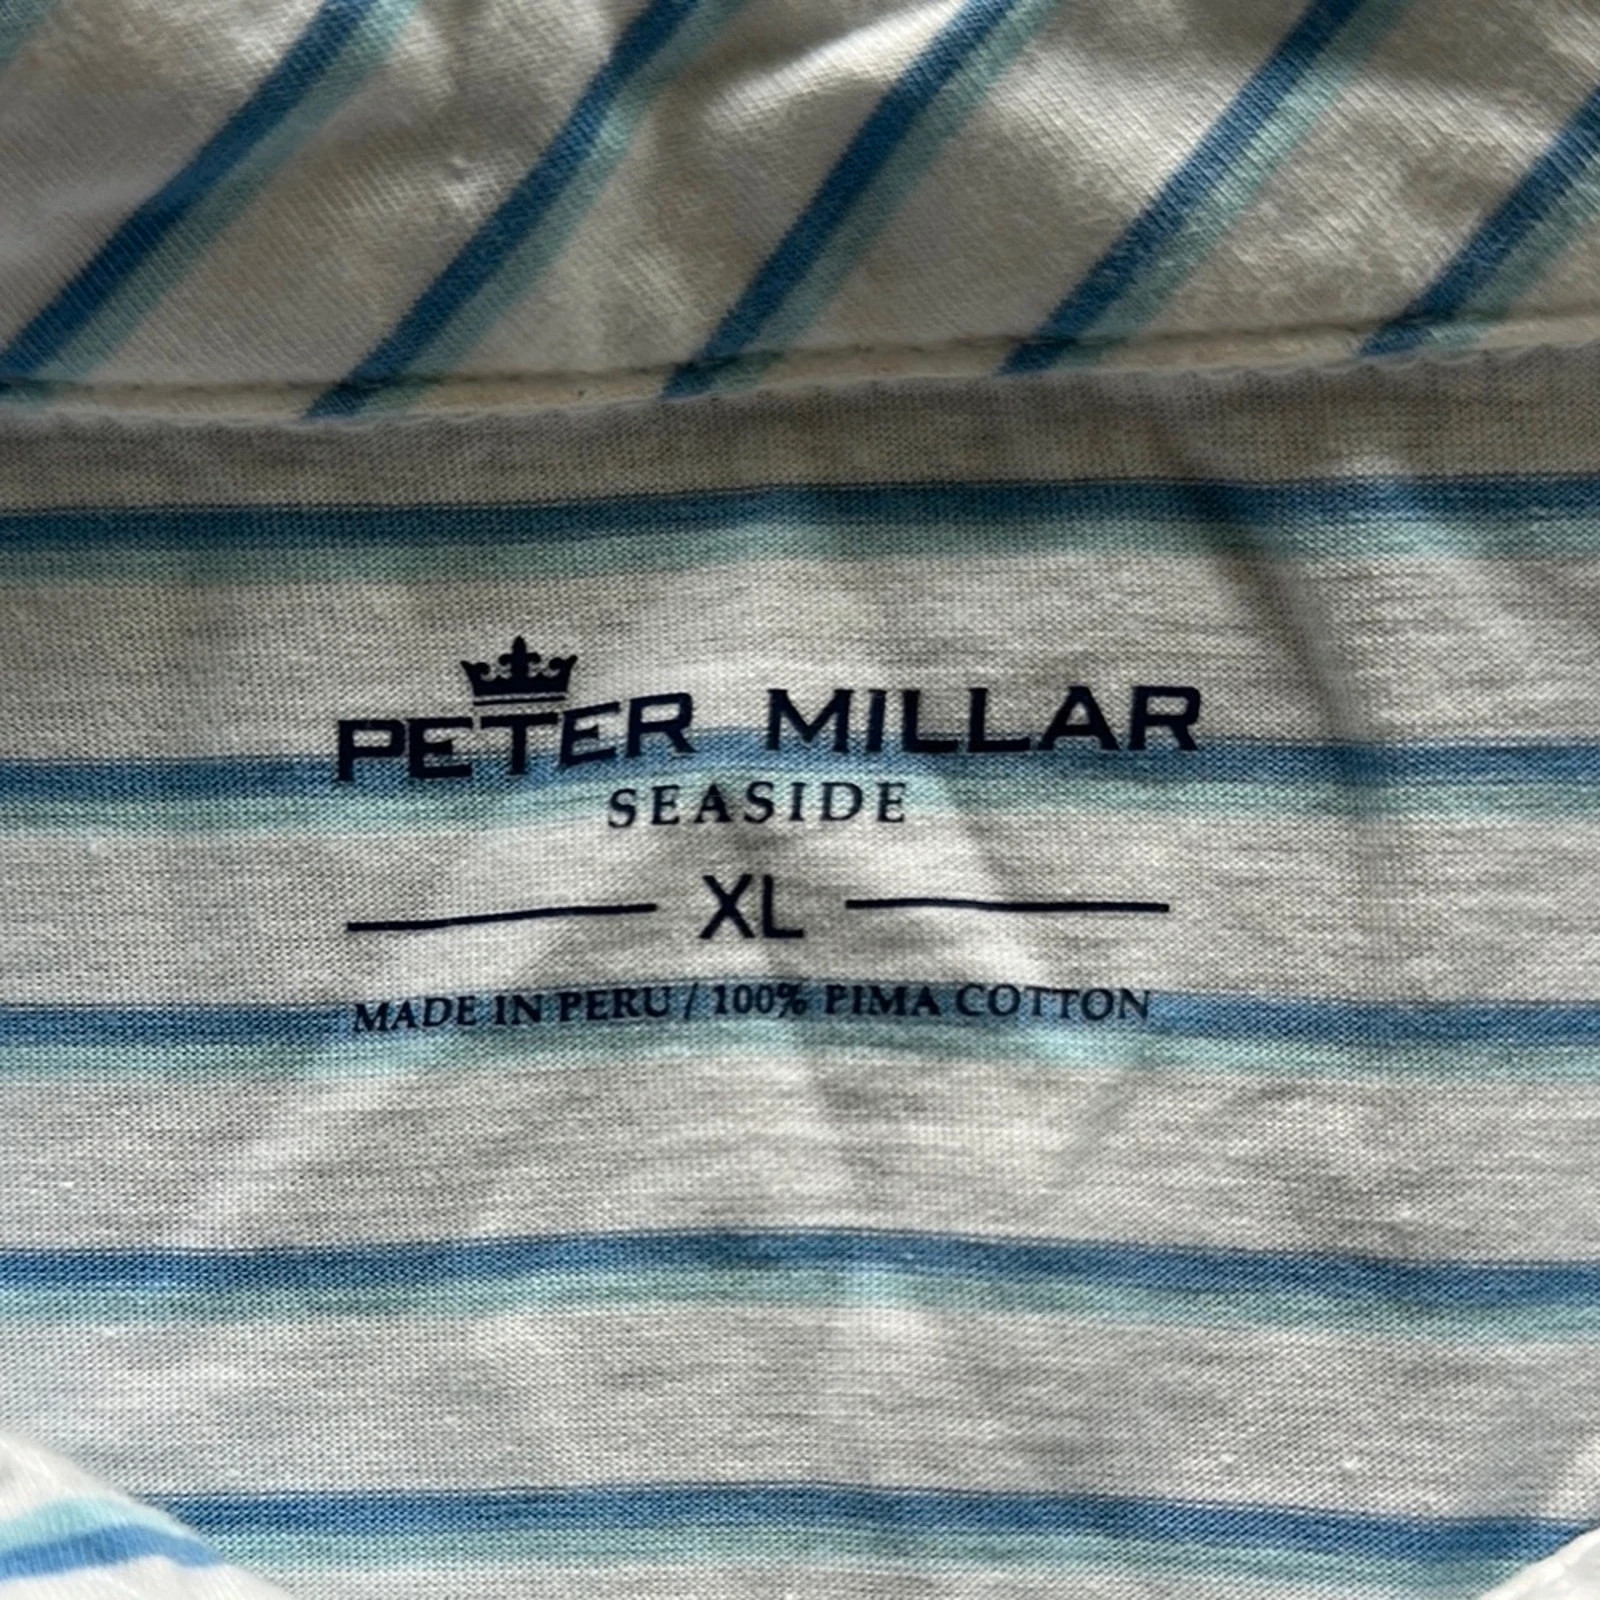 PETER MILLAR
SEASIDE
XL
MADE IN PERU / 100% PIMA COTTON